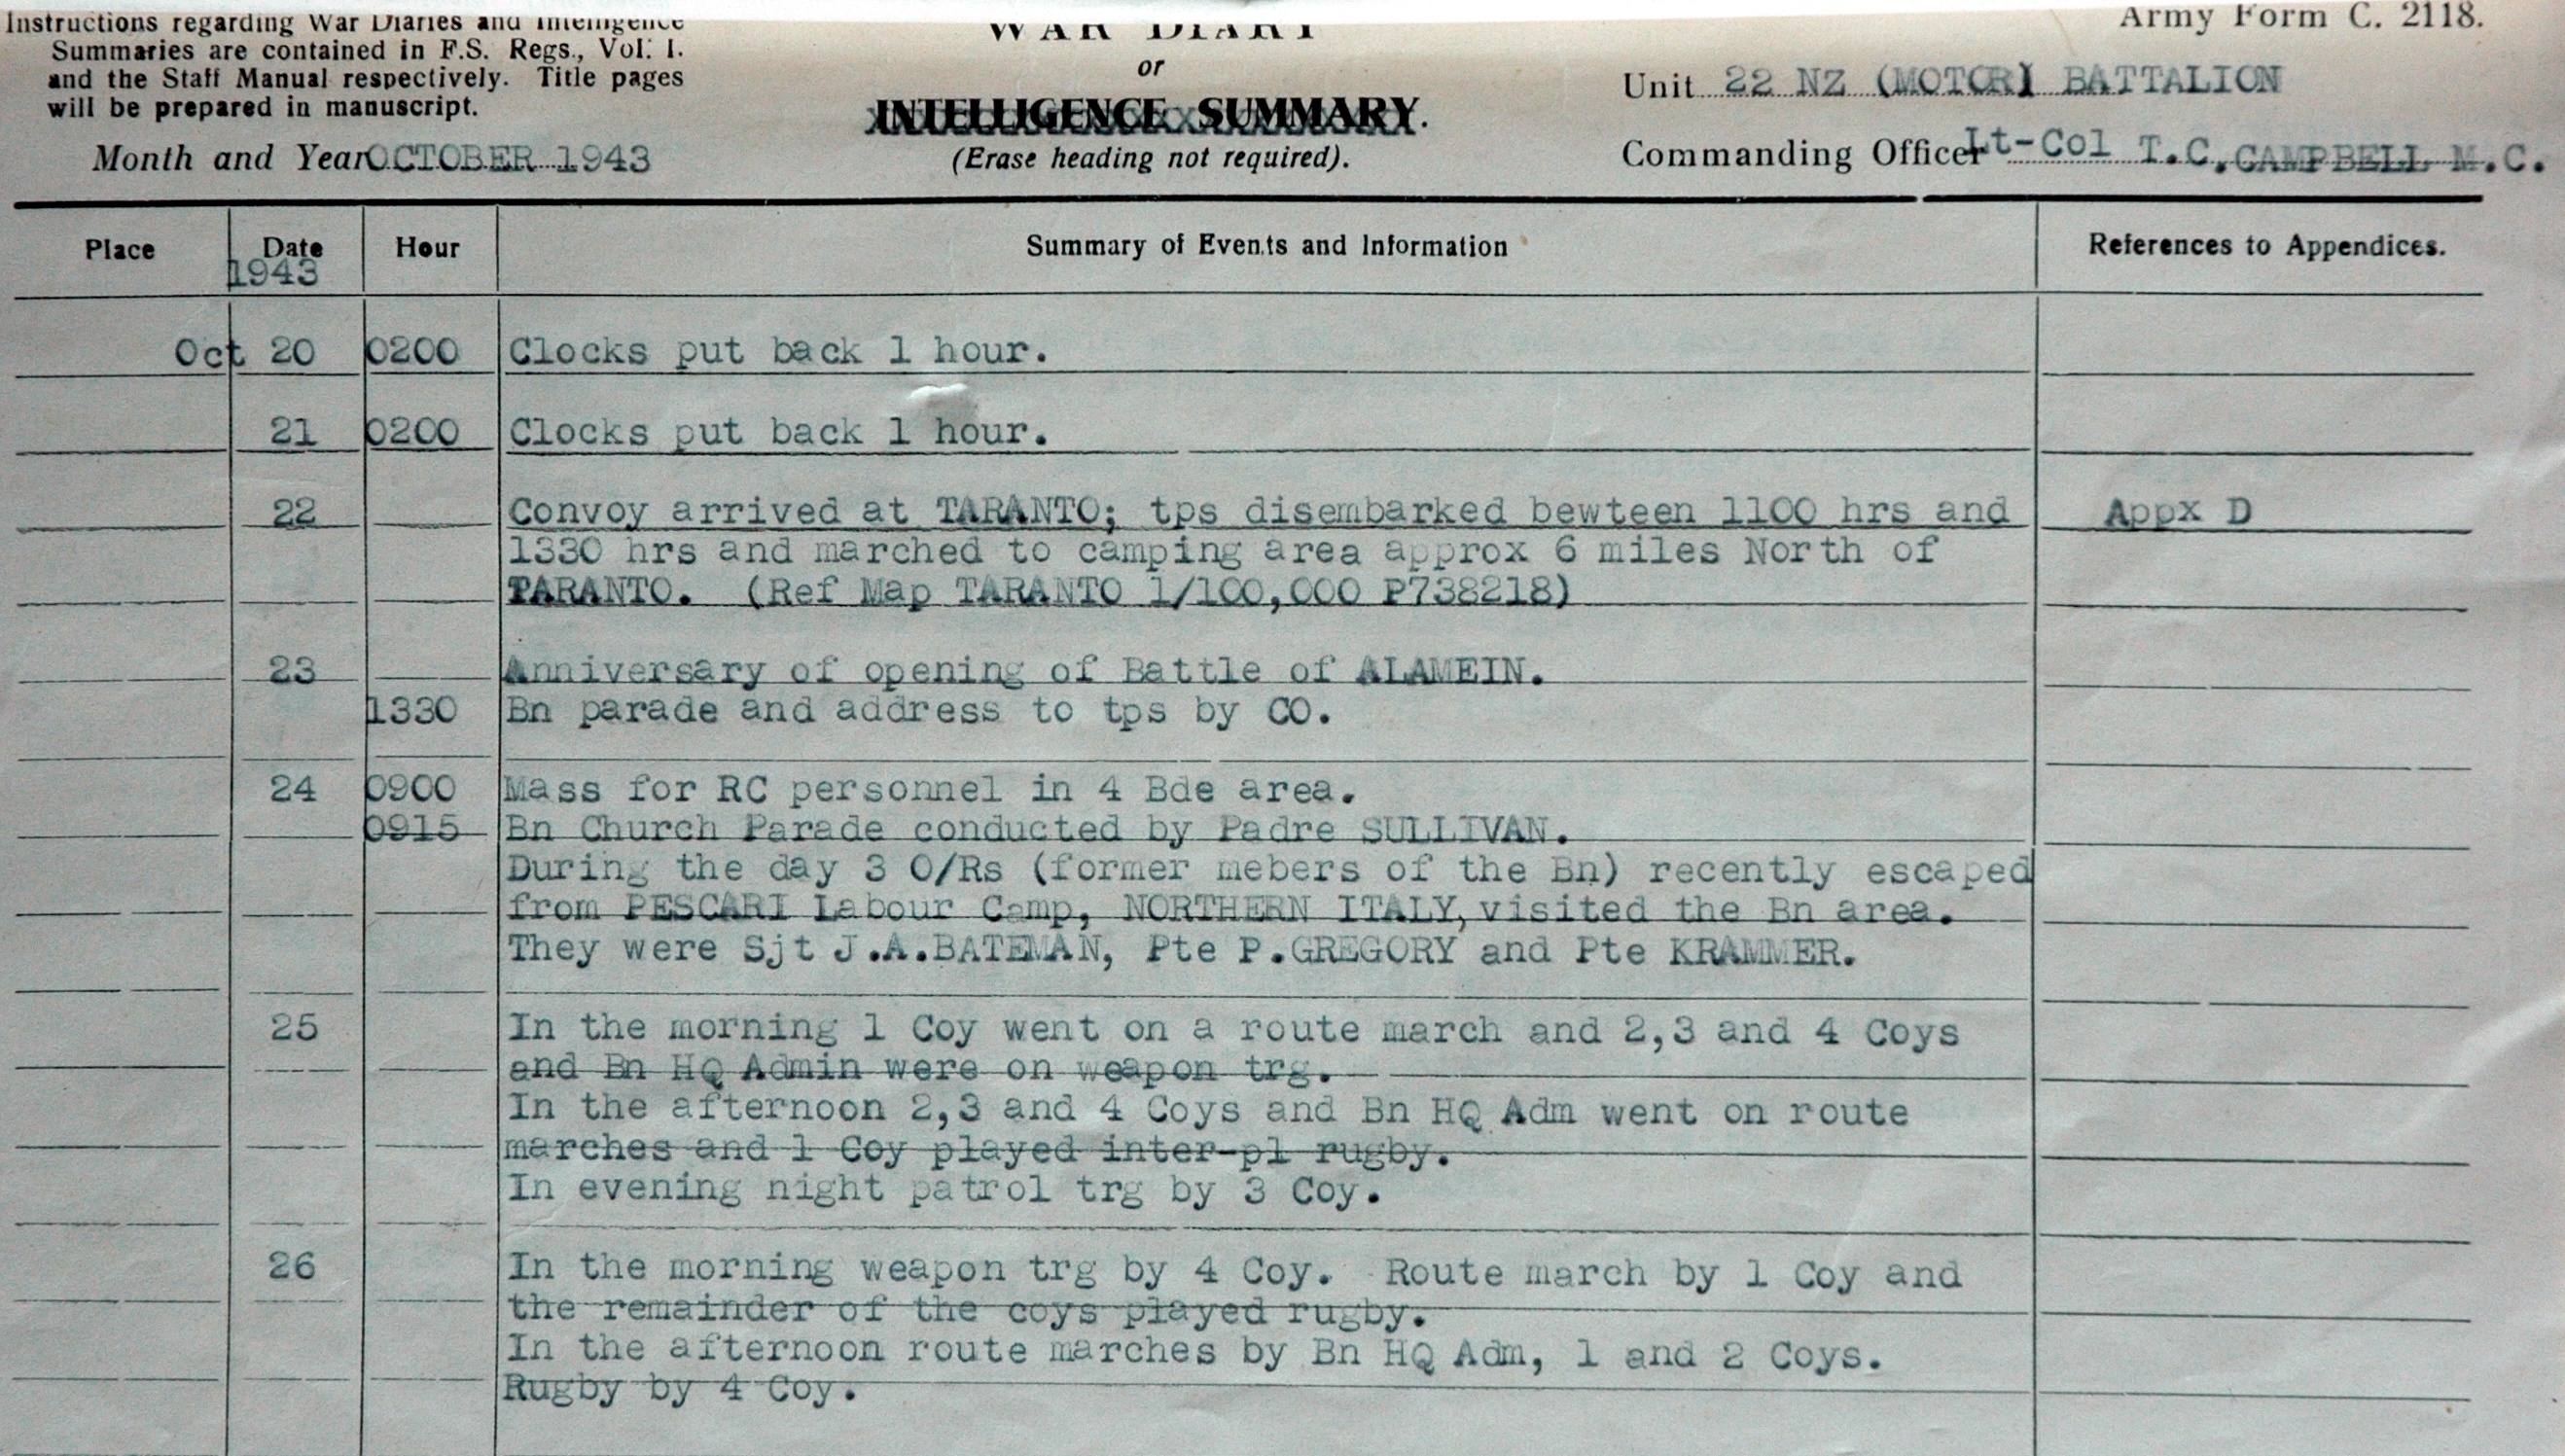 Instructions regarding War Diaries and Intelligence
Summaries are contained in F.S. Regs., Vol. I.
and the Staff Manual respectively. Title pages
will be prepared in manuscript.
Month and Year OCTOBER 1943
WAR DIARY
or
INTELLIGENCE SUMMARY.
(Erase heading not required).
Army Form C. 2118.
Unit 22 NZ (MOTOR) BATTALION
Commanding Officer Lt-Col T.C.CAMPBELL M.C.
Place Date Hour Summary of Events and Information References to Appendices.
1943
Oct 20 0200 Clocks put back 1 hour.
21 0200 Clocks put back 1 hour.
22 Convoy arrived at TARANTO; tps disembarked bewteen 1100 hrs and Appx D
1330 hrs and marched to camping area approx 6 miles North of
TARANTO. (Ref Map TARANTO 1/100,000 P738218)
23 Anniversary of opening of Battle of ALAMEIN.
1330 Bn parade and address to tps by CO.
24 0900 Mass for RC personnel in 4 Bde area.
0915 Bn Church Parade conducted by Padre SULLIVAN.
During the day 3 O/Rs (former mebers of the Bn) recently escaped
from PESCARI Labour Camp, NORTHERN ITALY, visited the Bn area.
They were Sjt J.A.BATEMAN, Pte P.GREGORY and Pte KRAMMER.
25 In the morning 1 Coy went on a route march and 2,3 and 4 Coys
and Bn HQ Admin were on weapon trg.
In the afternoon 2,3 and 4 Coys and Bn HQ Adm went on route
marches and 1 Coy played inter-pl rugby.
In evening night patrol trg by 3 Coy.
26 In the morning weapon trg by 4 Coy. Route march by 1 Coy and
the remainder of the coys played rugby.
In the afternoon route marches by Bn HQ Adm, 1 and 2 Coys.
Rugby by 4 Coy.